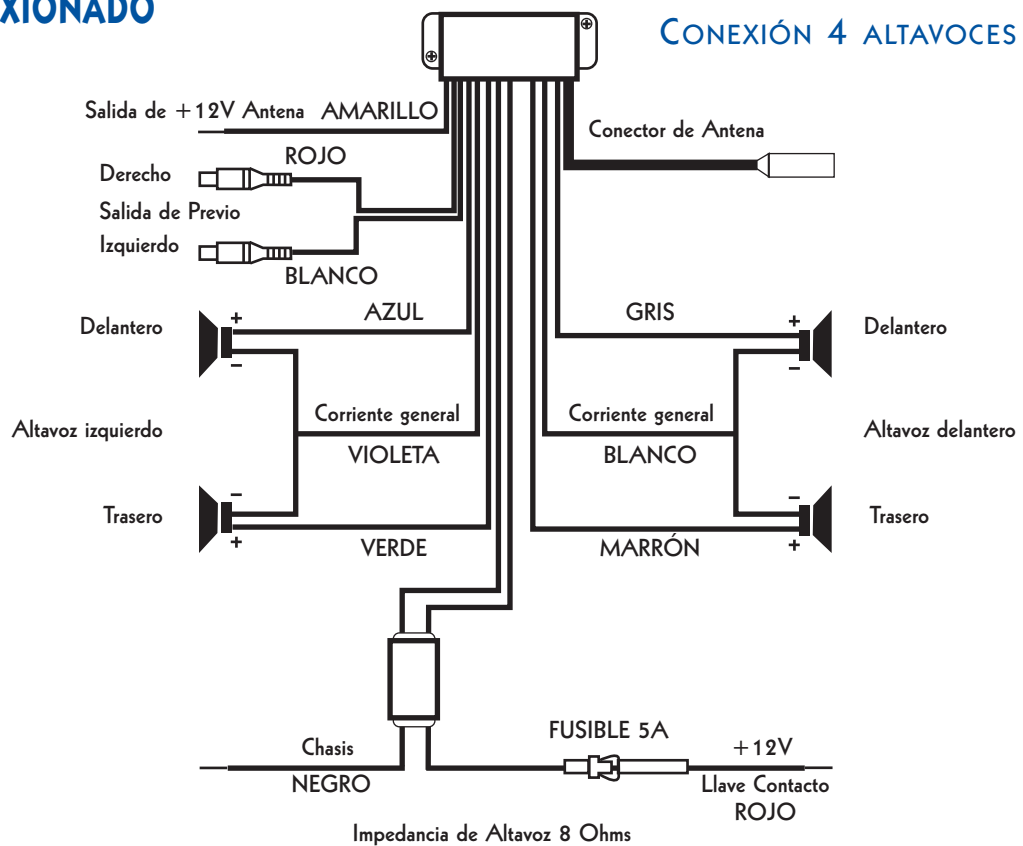 XIONADO
CONEXIÓN 4 ALTAVOCES
Salida de +12V Antena AMARILLO
Conector de Antena
ROJO
Derecho
Salida de Previo
Izquierdo
BLANCO
AZUL
GRIS
+
+
Delantero
Delantero
−
−
Corriente general
Corriente general
Altavoz izquierdo
Altavoz delantero
VIOLETA
BLANCO
−
−
Trasero
Trasero
+
+
VERDE
MARRÓN
FUSIBLE 5A
Chasis
+12V
NEGRO
Llave Contacto
ROJO
Impedancia de Altavoz 8 Ohms